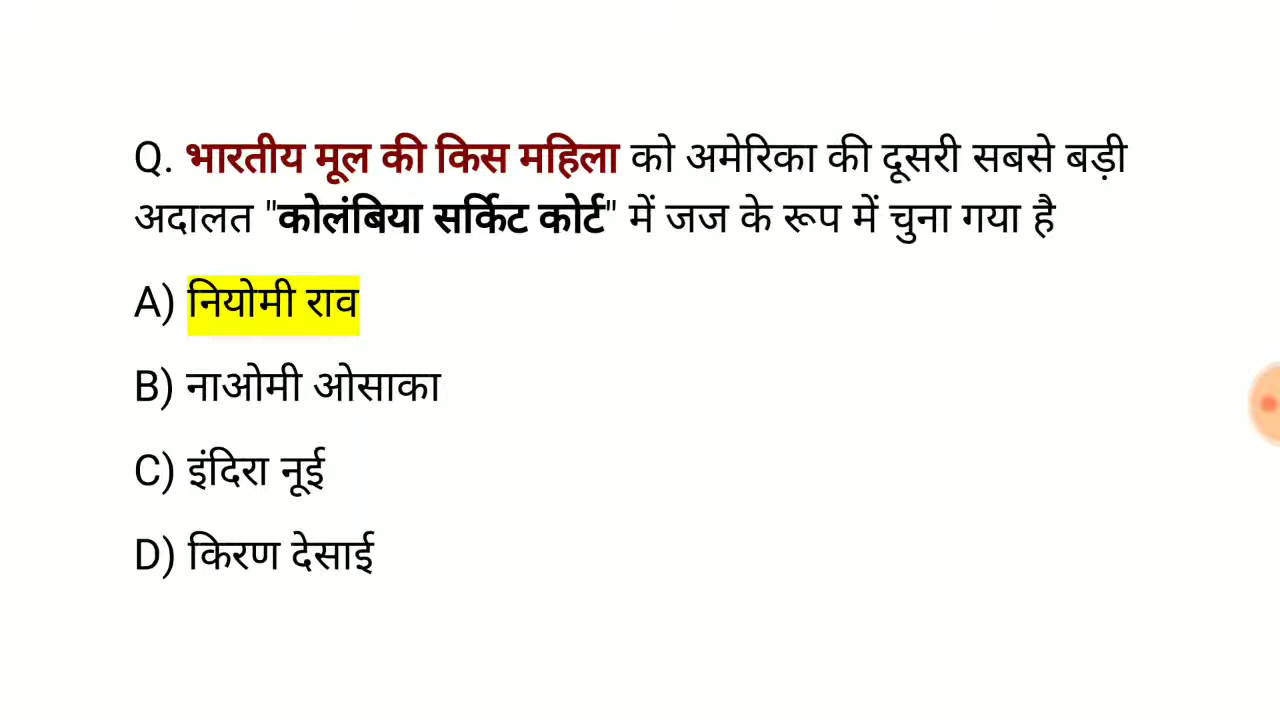 Q. भारतीय मूल की किस महिला को अमेरिका की दूसरी सबसे बड़ी
अदालत "कोलंबिया सर्किट कोर्ट" में जज के रूप में चुना गया है
A) नियोमी राव
B) नाओमी ओसाका
C) इंदिरा नूई
D) किरण देसाई